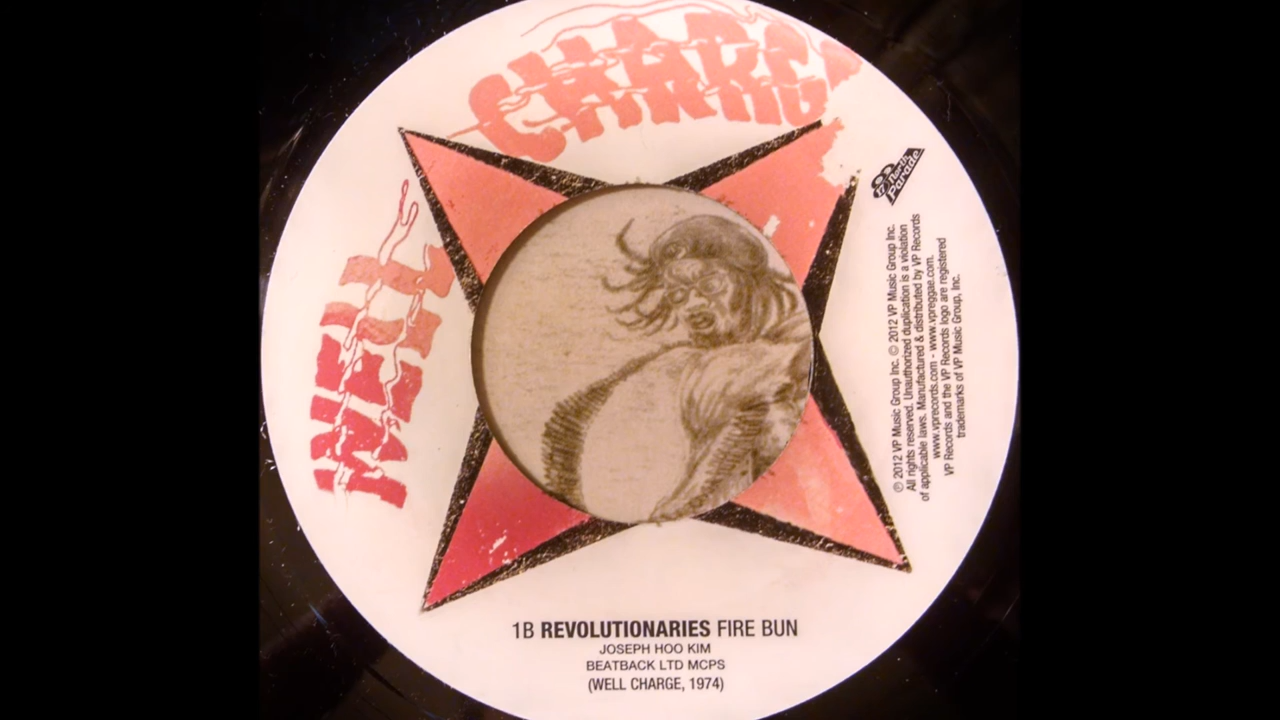 WELL
CHARG
North
Parade
℗ 2012 VP Music Group Inc. © 2012 VP Music Group Inc.
All rights reserved. Unauthorized duplication is a violation
of applicable laws. Manufactured & distributed by VP Records
www.vprecords.com - www.vpreggae.com.
VP Records and the VP Records logo are registered
trademarks of VP Music Group, Inc.
1B REVOLUTIONARIES FIRE BUN
JOSEPH HOO KIM
BEATBACK LTD MCPS
(WELL CHARGE, 1974)